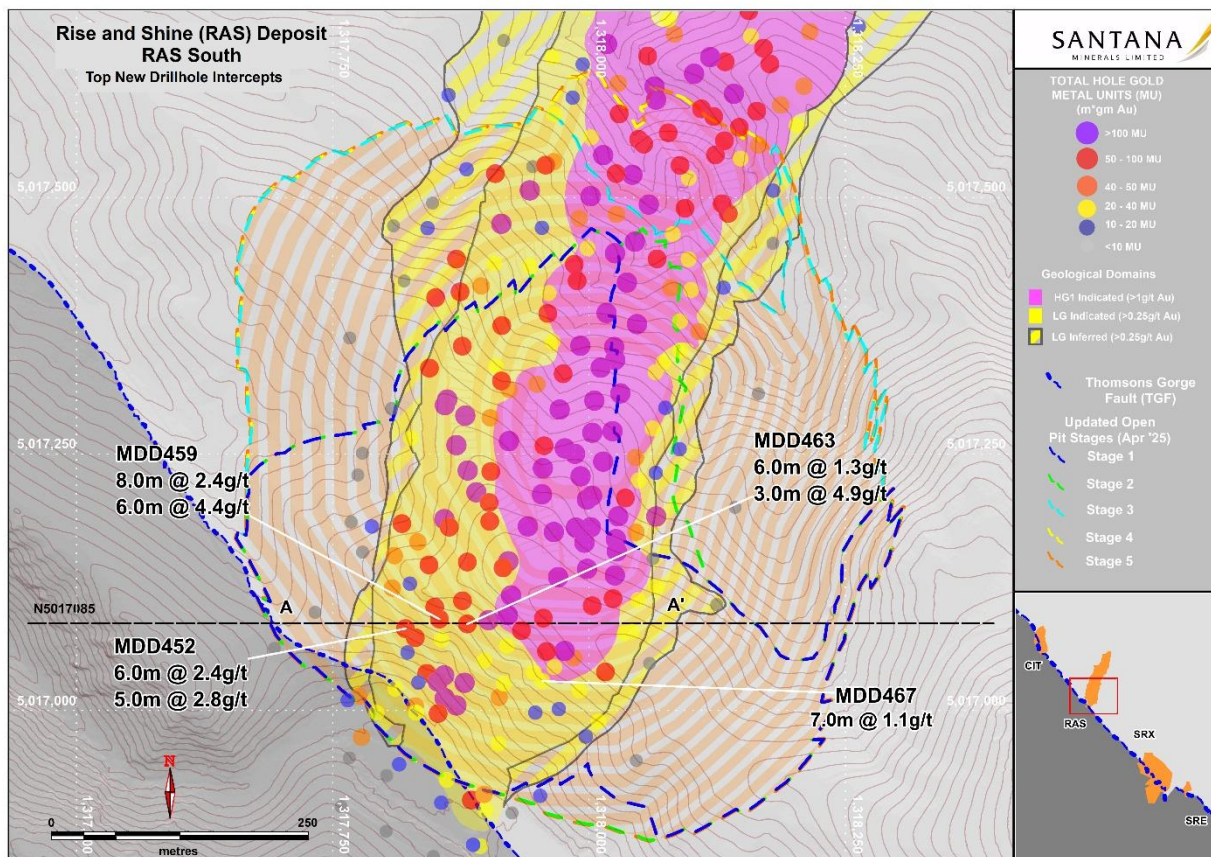 Rise and Shine (RAS) Deposit
RAS South
Top New Drillhole Intercepts
1,317,750
1,318,000
1,318,250
5,017,500
5,017,500
5,017,250
5,017,250
MDD459
8.0m @ 2.4g/t
6.0m @ 4.4g/t
MDD463
6.0m @ 1.3g/t
3.0m @ 4.9g/t
N5017085
A
A'
MDD452
6.0m @ 2.4g/t
5.0m @ 2.8g/t
MDD467
7.0m @ 1.1g/t
5,017,000
5,017,000
N
0
250
metres
1,317,500
1,317,750
1,318,000
1,318,250
SANTANA
MINERALS LIMITED
TOTAL HOLE GOLD
METAL UNITS (MU)
(m*gm Au)
>100 MU
50 - 100 MU
40 - 50 MU
20 - 40 MU
10 - 20 MU
<10 MU
Geological Domains
HG1 Indicated (>1g/t Au)
LG Indicated (>0.25g/t Au)
LG Inferred (>0.25g/t Au)
Thomsons Gorge
Fault (TGF)
Updated Open
Pit Stages (Apr '25)
Stage 1
Stage 2
Stage 3
Stage 4
Stage 5
CIT
RAS
SRX
SRE